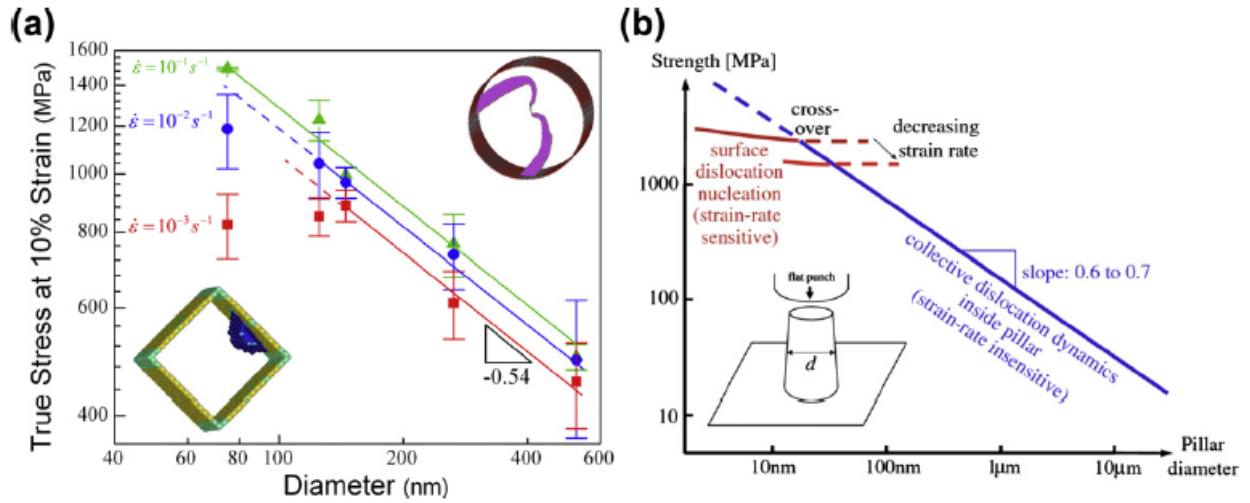 (a)
True Stress at 10% Strain (MPa)
1600
1400
1200
1000
800
600
400
ε̇=10⁻¹s⁻¹
ε̇=10⁻²s⁻¹
ε̇=10⁻³s⁻¹
-0.54
40
60
80
100
200
400
600
Diameter (nm)
(b)
Strength [MPa]
cross-
over
decreasing
strain rate
surface
dislocation
nucleation
(strain-rate
sensitive)
1000
100
10
slope: 0.6 to 0.7
collective dislocation dynamics
inside pillar
(strain-rate insensitive)
flat punch
d
10nm
100nm
1μm
10μm
Pillar
diameter